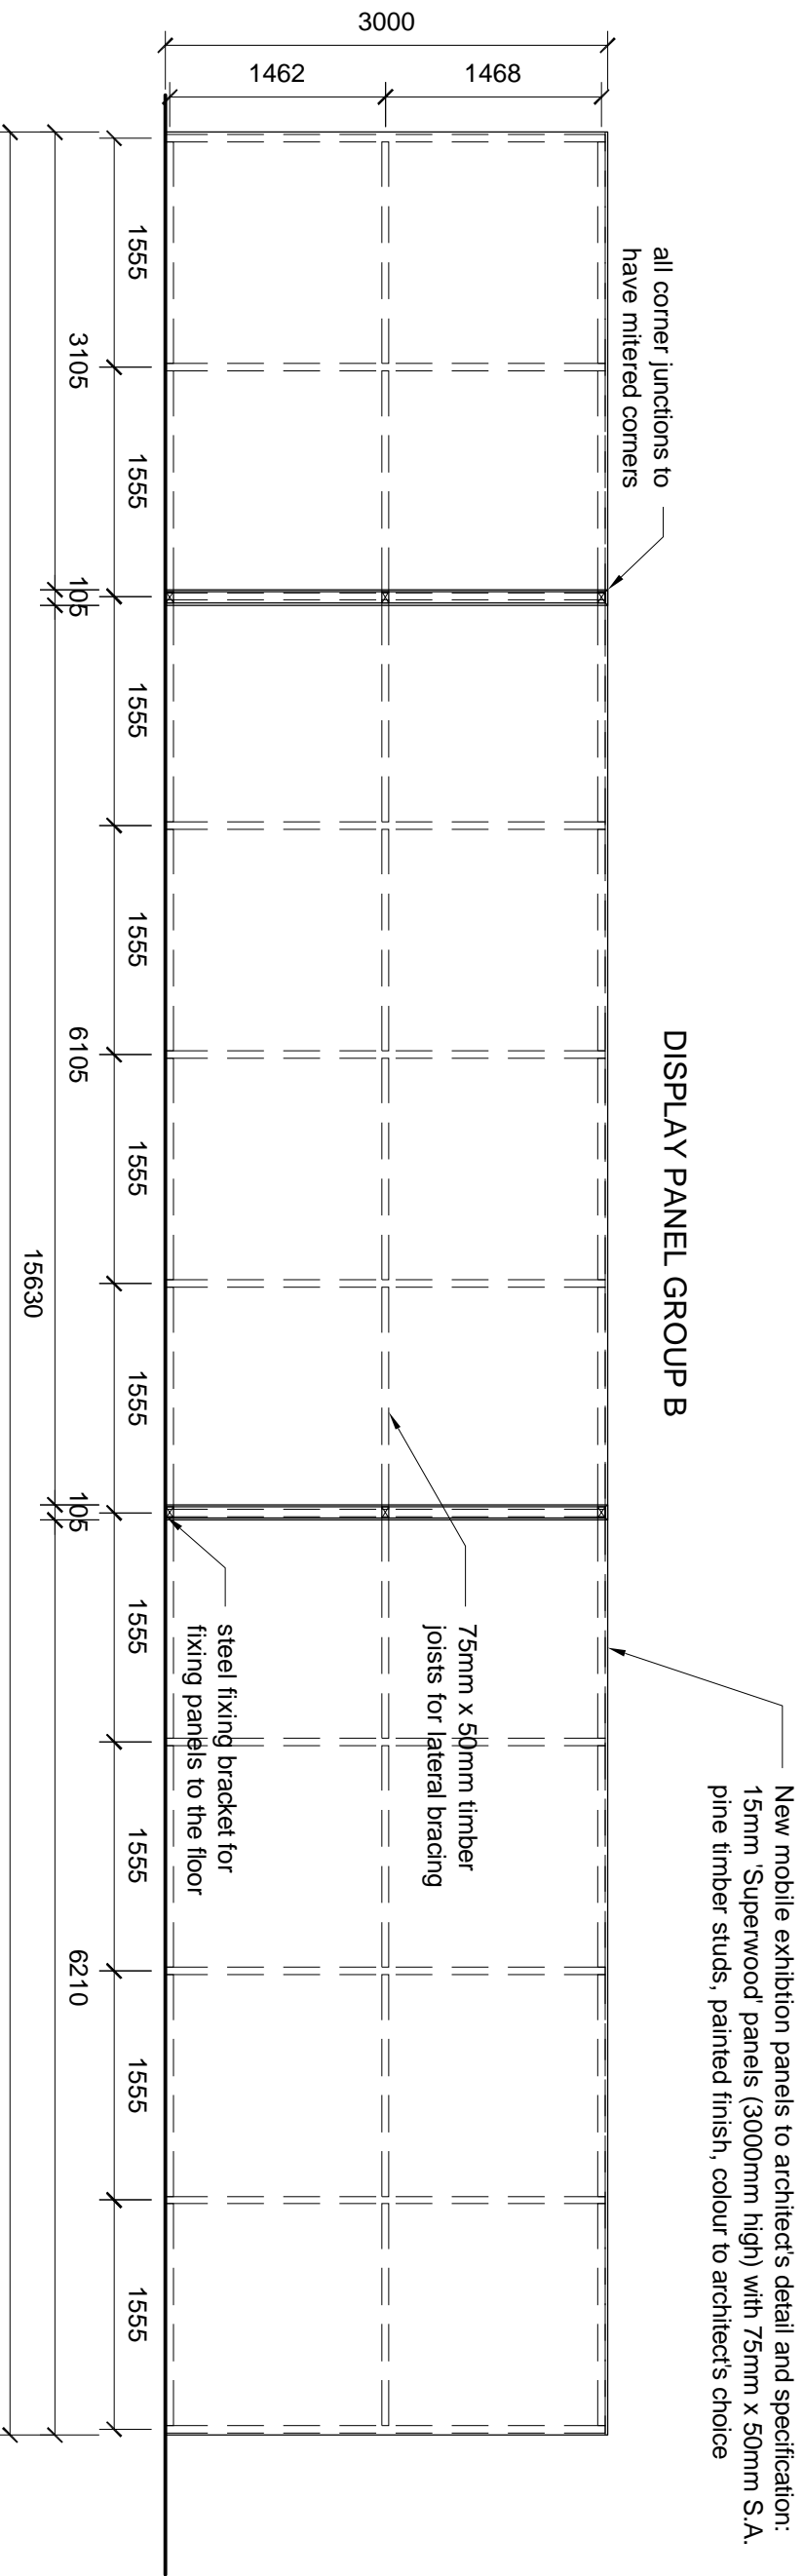 New mobile exhibtion panels to architect's detail and specification:
15mm 'Superwood' panels (3000mm high) with 75mm x 50mm S.A.
pine timber studs, painted finish, colour to architect's choice
DISPLAY PANEL GROUP B
all corner junctions to
have mitered corners
75mm x 50mm timber
joists for lateral bracing
steel fixing bracket for
fixing panels to the floor
3000
1468
1462
1555
1555
1555
1555
1555
1555
1555
1555
1555
1555
3105
105
6105
105
6210
15630